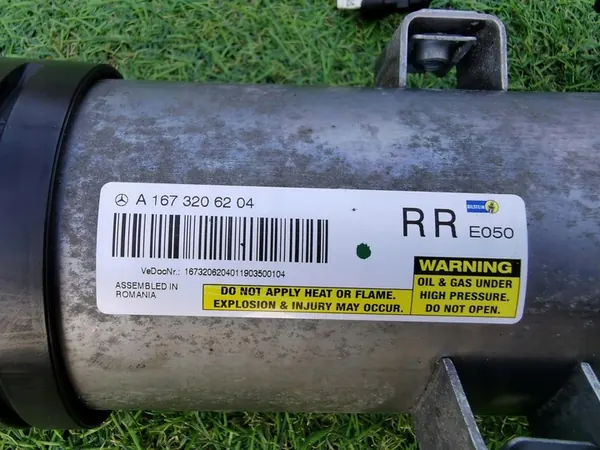 A 167 320 62 04
RR
BILSTEIN
E050
VeDocNr.: 1673206204011903500104
ASSEMBLED IN
ROMANIA
DO NOT APPLY HEAT OR FLAME.
EXPLOSION & INJURY MAY OCCUR.
WARNING
OIL & GAS UNDER
HIGH PRESSURE.
DO NOT OPEN.